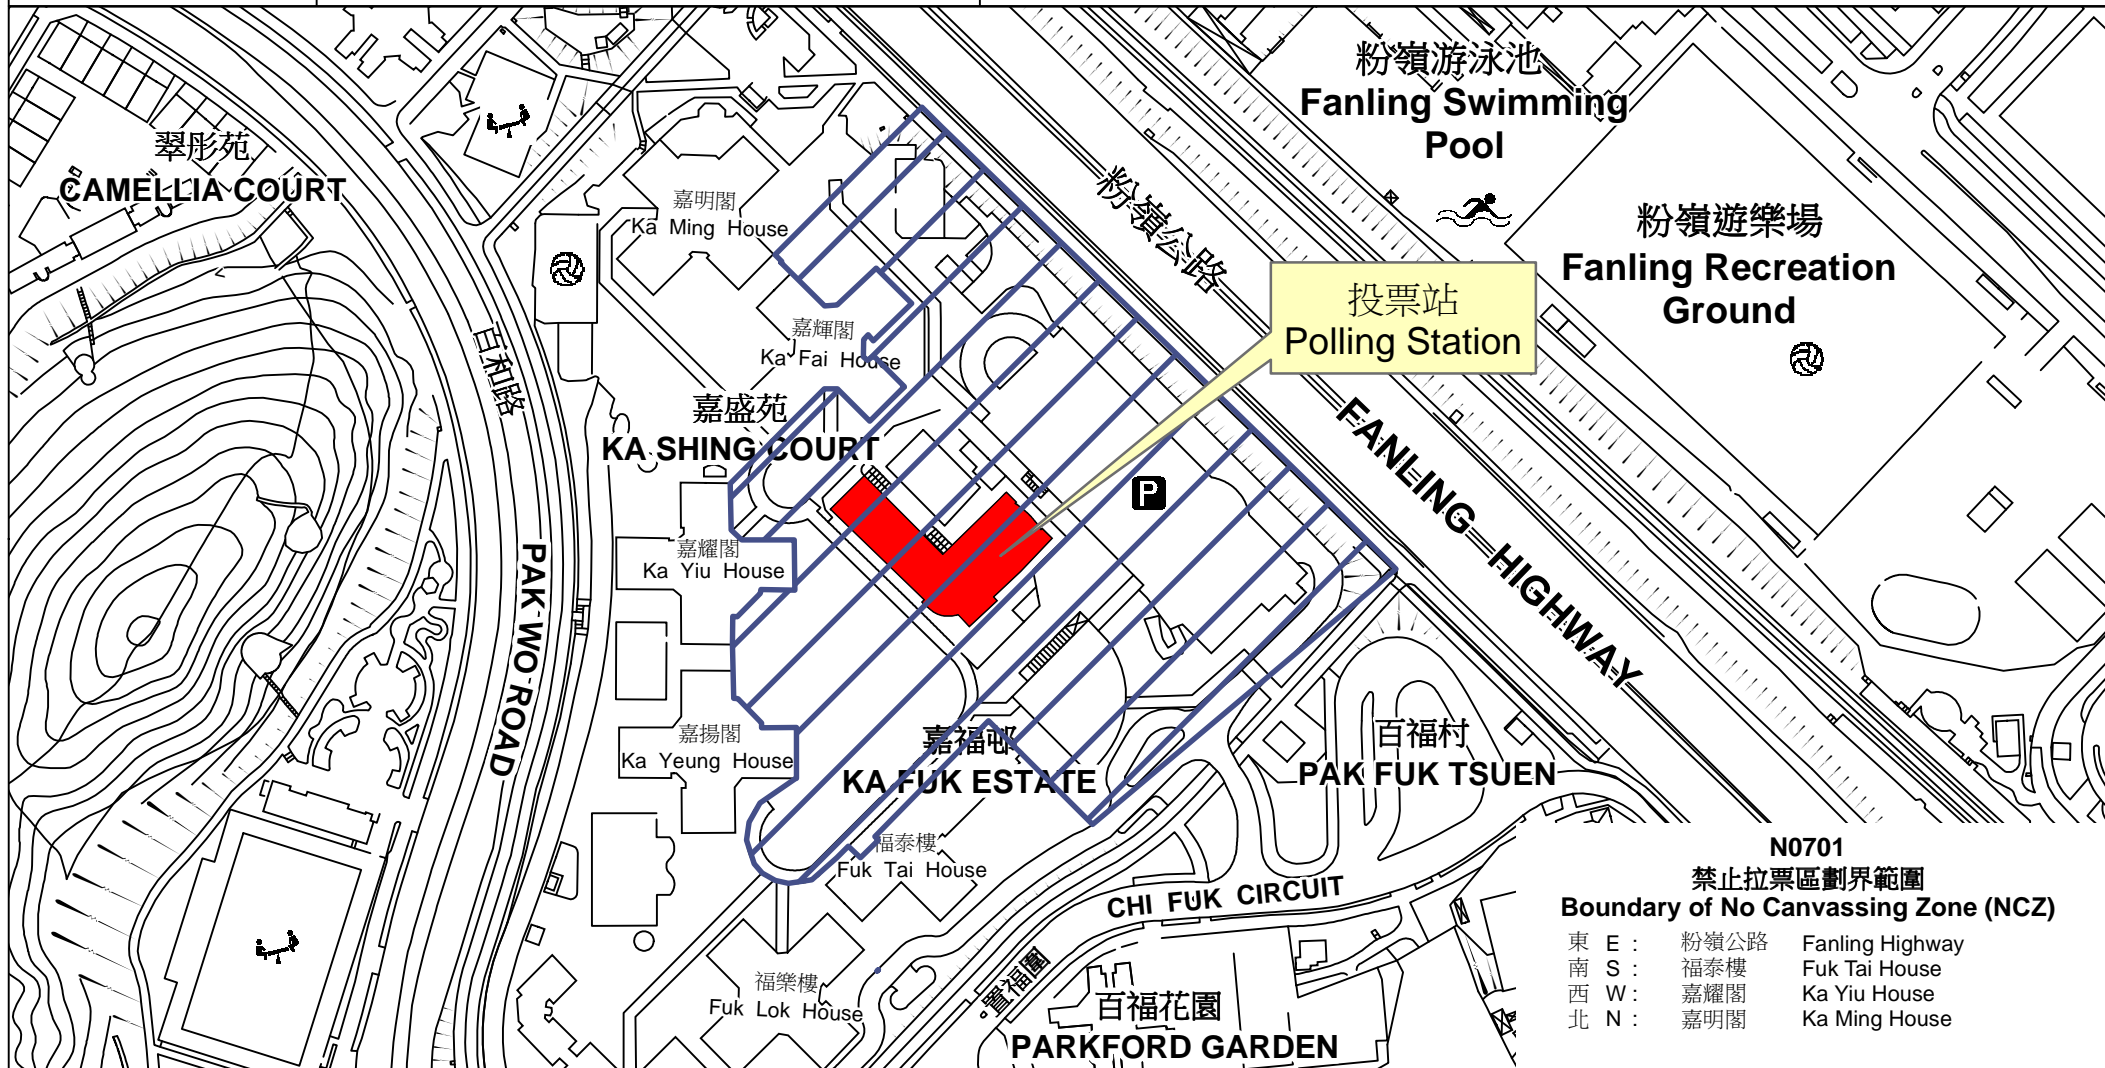 粉嶺游泳池
Fanling Swimming
Pool
翠彤苑
CAMELLIA COURT
嘉明閣
Ka Ming House
粉嶺公路
粉嶺遊樂場
Fanling Recreation
Ground
投票站
Polling Station
嘉輝閣
Ka Fai House
百和路
嘉盛苑
KA SHING COURT
FANLING HIGHWAY
P
嘉耀閣
Ka Yiu House
PAK WO ROAD
嘉揚閣
Ka Yeung House
嘉福邨
KA FUK ESTATE
百福村
PAK FUK TSUEN
福泰樓
Fuk Tai House
CHI FUK CIRCUIT
置福圍
福樂樓
Fuk Lok House
百福花園
PARKFORD GARDEN
N0701
禁止拉票區劃界範圍
Boundary of No Canvassing Zone (NCZ)
東 E : 粉嶺公路 Fanling Highway
南 S : 福泰樓 Fuk Tai House
西 W : 嘉耀閣 Ka Yiu House
北 N : 嘉明閣 Ka Ming House